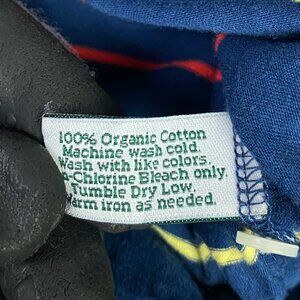 100% Organic Cotton
Machine wash cold.
Wash with like colors.
-Chlorine Bleach only.
Tumble Dry Low.
arm iron as needed.